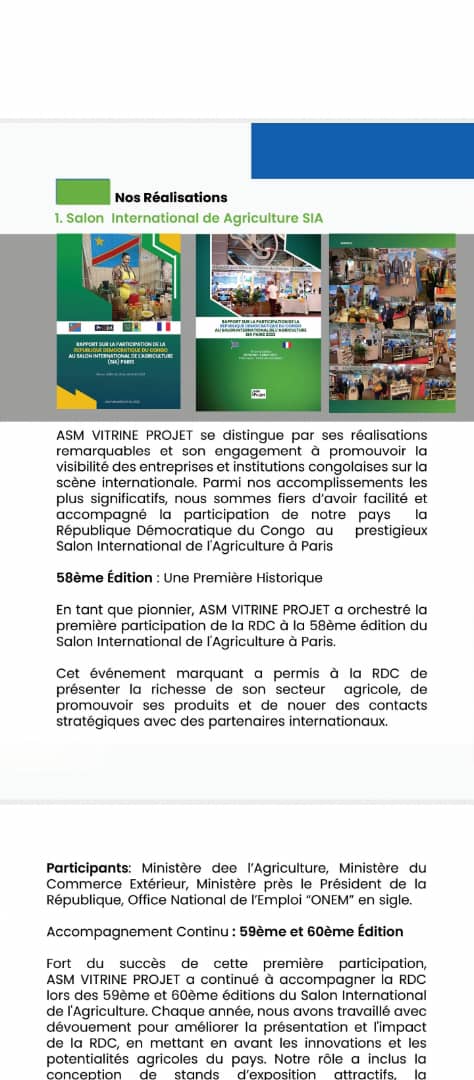 Nos Réalisations
1. Salon International de Agriculture SIA
RAPPORT SUR LA PARTICIPATION DE LA
REPUBLIQUE DEMOCRATIQUE DU CONGO
AU SALON INTERNATIONAL DE L'AGRICULTURE
(SIA) PARIS
RAPPORT SUR LA PARTICIPATION DE LA
REPUBLIQUE DEMOCRATIQUE DU CONGO
AU SALON INTERNATIONAL DE L'AGRICULTURE
ASM VITRINE PROJET se distingue par ses réalisations
remarquables et son engagement à promouvoir la
visibilité des entreprises et institutions congolaises sur la
scène internationale. Parmi nos accomplissements les
plus significatifs, nous sommes fiers d'avoir facilité et
accompagné la participation de notre pays la
République Démocratique du Congo au prestigieux
Salon International de l'Agriculture à Paris
58ème Édition : Une Première Historique
En tant que pionnier, ASM VITRINE PROJET a orchestré la
première participation de la RDC à la 58ème édition du
Salon International de l'Agriculture à Paris.
Cet événement marquant a permis à la RDC de
présenter la richesse de son secteur agricole, de
promouvoir ses produits et de nouer des contacts
stratégiques avec des partenaires internationaux.
Participants: Ministère dee l'Agriculture, Ministère du
Commerce Extérieur, Ministère près le Président de la
République, Office National de l'Emploi "ONEM" en sigle.
Accompagnement Continu : 59ème et 60ème Édition
Fort du succès de cette première participation,
ASM VITRINE PROJET a continué à accompagner la RDC
lors des 59ème et 60ème éditions du Salon International
de l'Agriculture. Chaque année, nous avons travaillé avec
dévouement pour améliorer la présentation et l'impact
de la RDC, en mettant en avant les innovations et les
potentialités agricoles du pays. Notre rôle a inclus la
conception de stands d'exposition attractifs, la